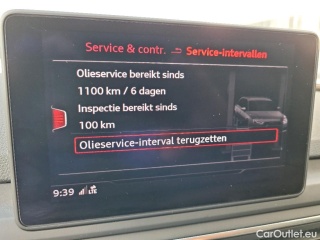 Service & contr. Service-intervallen
Olieservice bereikt sinds
1100 km / 6 dagen
Inspectie bereikt sinds
100 km
Olieservice-interval terugzetten
9:39 LTE
CarOutlet.eu